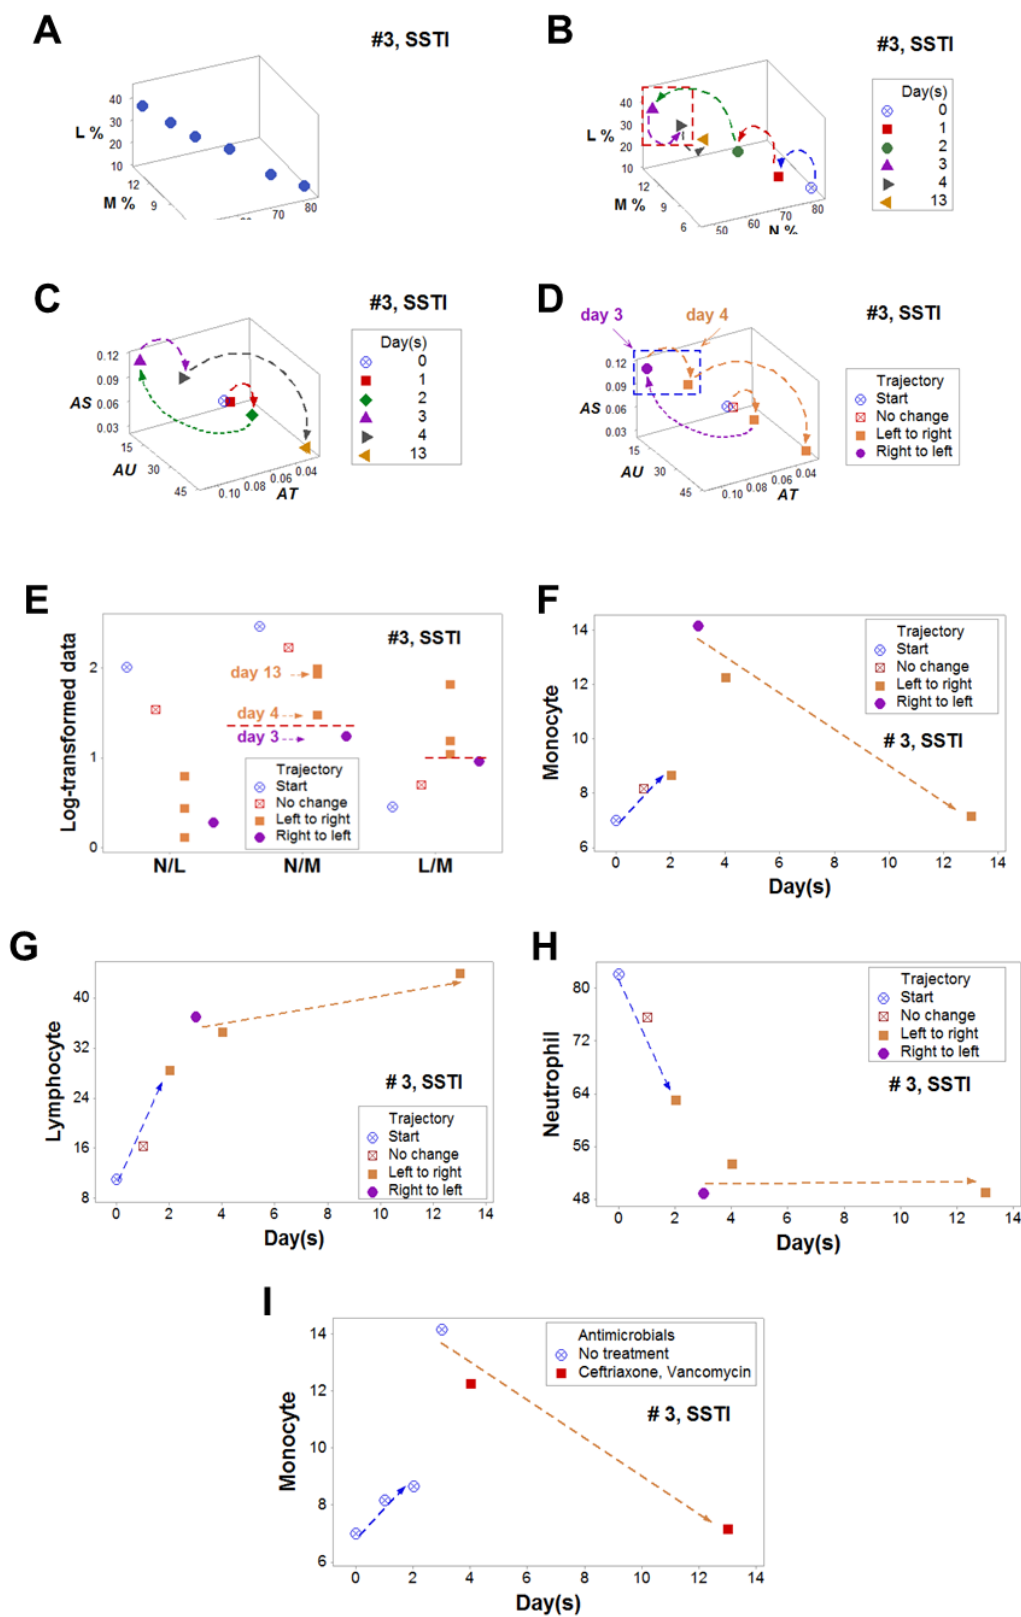 A
#3, SSTI
40
30
20
10
L %
12
9
M %
70
80
B
#3, SSTI
40
30
20
10
L %
12
9
6
M %
50
60
70
80
N %
Day(s)
0
1
2
3
4
13
C
#3, SSTI
0.12
0.09
0.06
0.03
AS
15
30
45
AU
0.10
0.08
0.06
0.04
AT
Day(s)
0
1
2
3
4
13
D
#3, SSTI
day 3
day 4
0.12
0.09
0.06
0.03
AS
15
30
45
AU
0.10
0.08
0.06
0.04
AT
Trajectory
Start
No change
Left to right
Right to left
E
#3, SSTI
Log-transformed data
2
1
0
day 13
day 4
day 3
Trajectory
Start
No change
Left to right
Right to left
N/L
N/M
L/M
F
Monocyte
14
12
10
8
6
Trajectory
Start
No change
Left to right
Right to left
# 3, SSTI
0 2 4 6 8 10 12 14
Day(s)
G
Lymphocyte
40
32
24
16
8
# 3, SSTI
Trajectory
Start
No change
Left to right
Right to left
0 2 4 6 8 10 12 14
Day(s)
H
Neutrophil
80
72
64
56
48
Trajectory
Start
No change
Left to right
Right to left
# 3, SSTI
0 2 4 6 8 10 12 14
Day(s)
I
Monocyte
14
12
10
8
6
Antimicrobials
No treatment
Ceftriaxone, Vancomycin
# 3, SSTI
0 2 4 6 8 10 12 14
Day(s)